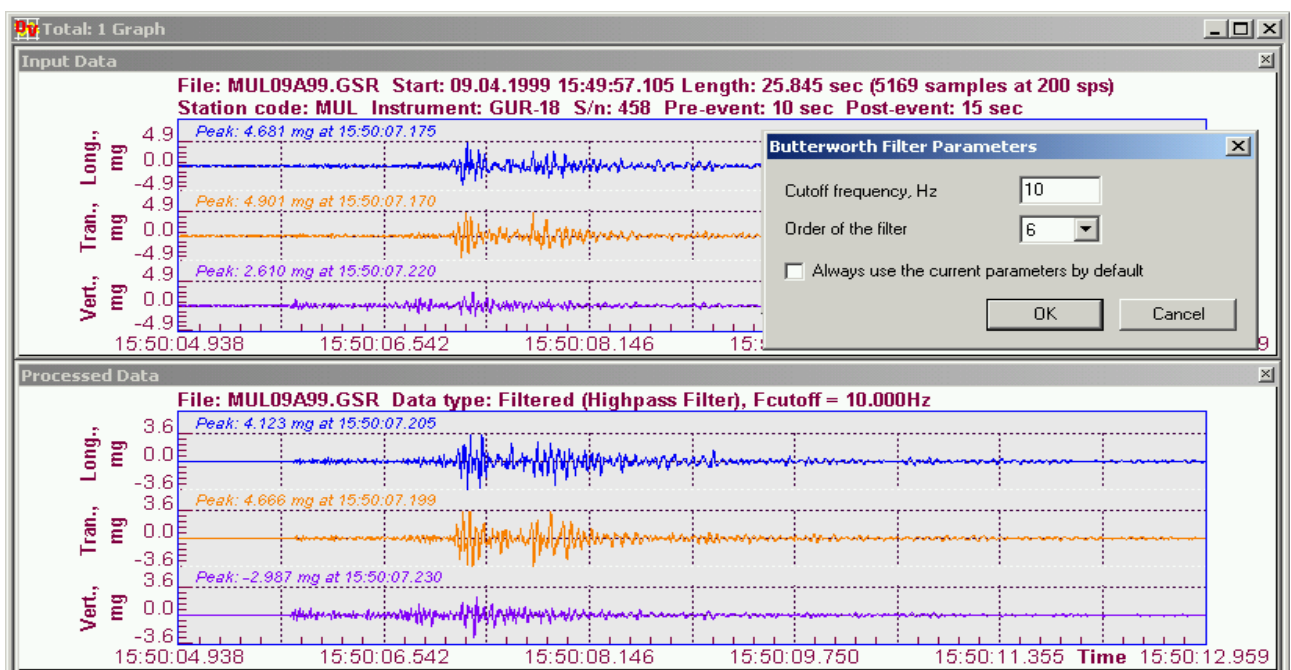 Total: 1 Graph
Input Data
File: MUL09A99.GSR Start: 09.04.1999 15:49:57.105 Length: 25.845 sec (5169 samples at 200 sps)
Station code: MUL Instrument: GUR-18 S/n: 458 Pre-event: 10 sec Post-event: 15 sec
Long., mg
4.9
0.0
-4.9
Peak: 4.681 mg at 15:50:07.175
Tran., mg
4.9
0.0
-4.9
Peak: 4.901 mg at 15:50:07.170
Vert., mg
4.9
0.0
-4.9
Peak: 2.610 mg at 15:50:07.220
15:50:04.938 15:50:06.542 15:50:08.146 15: 9
Butterworth Filter Parameters
Cutoff frequency, Hz 10
Order of the filter 6
Always use the current parameters by default
OK Cancel
Processed Data
File: MUL09A99.GSR Data type: Filtered (Highpass Filter), Fcutoff = 10.000Hz
Long., mg
3.6
0.0
-3.6
Peak: 4.123 mg at 15:50:07.205
Tran., mg
3.6
0.0
-3.6
Peak: 4.666 mg at 15:50:07.199
Vert., mg
3.6
0.0
-3.6
Peak: -2.987 mg at 15:50:07.230
15:50:04.938 15:50:06.542 15:50:08.146 15:50:09.750 15:50:11.355 Time 15:50:12.959